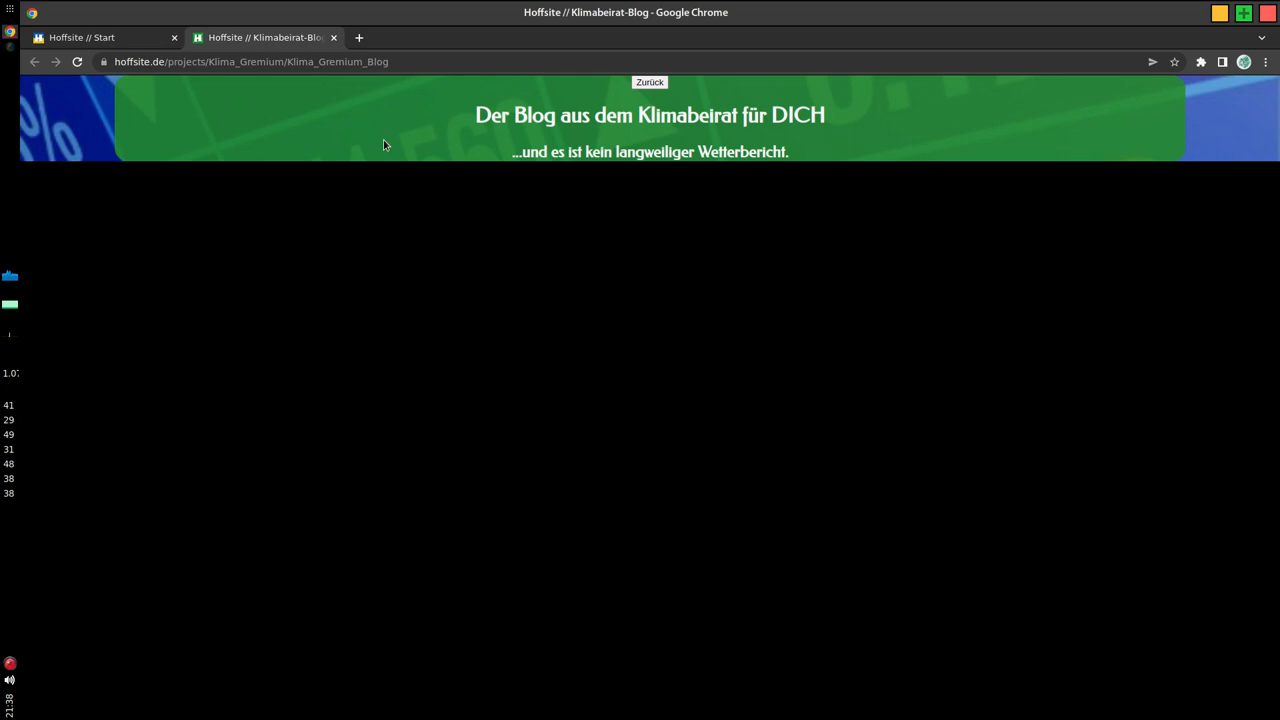 Hoffsite // Klimabeirat-Blog - Google Chrome
Hoffsite // Start
Hoffsite // Klimabeirat-Blo
hoffsite.de/projects/Klima_Gremium/Klima_Gremium_Blog
Zurück
Der Blog aus dem Klimabeirat für DICH
...und es ist kein langweiliger Wetterbericht.
1.07
41
29
49
31
48
38
38
21:38